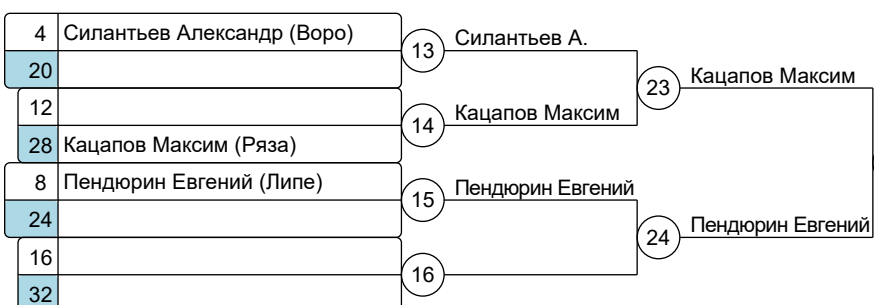 4 Силантьев Александр (Воро)
20
13 Силантьев А.
12
28 Кацапов Максим (Ряза)
14 Кацапов Максим
23 Кацапов Максим
8 Пендюрин Евгений (Липе)
24
15 Пендюрин Евгений
16
32
16
24 Пендюрин Евгений